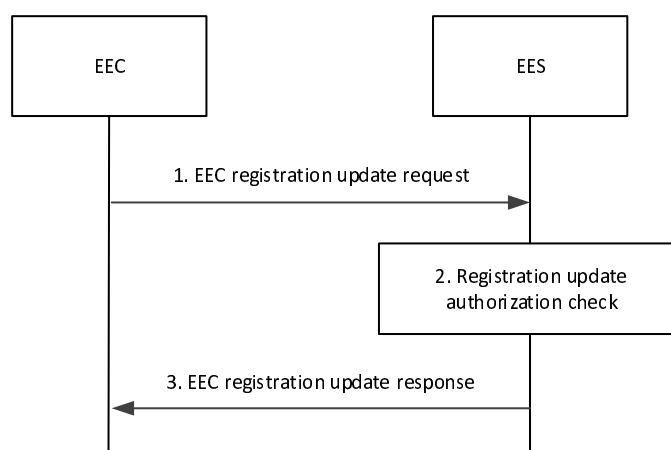 EEC
EES
1. EEC registration update request
2. Registration update
authorization check
3. EEC registration update response